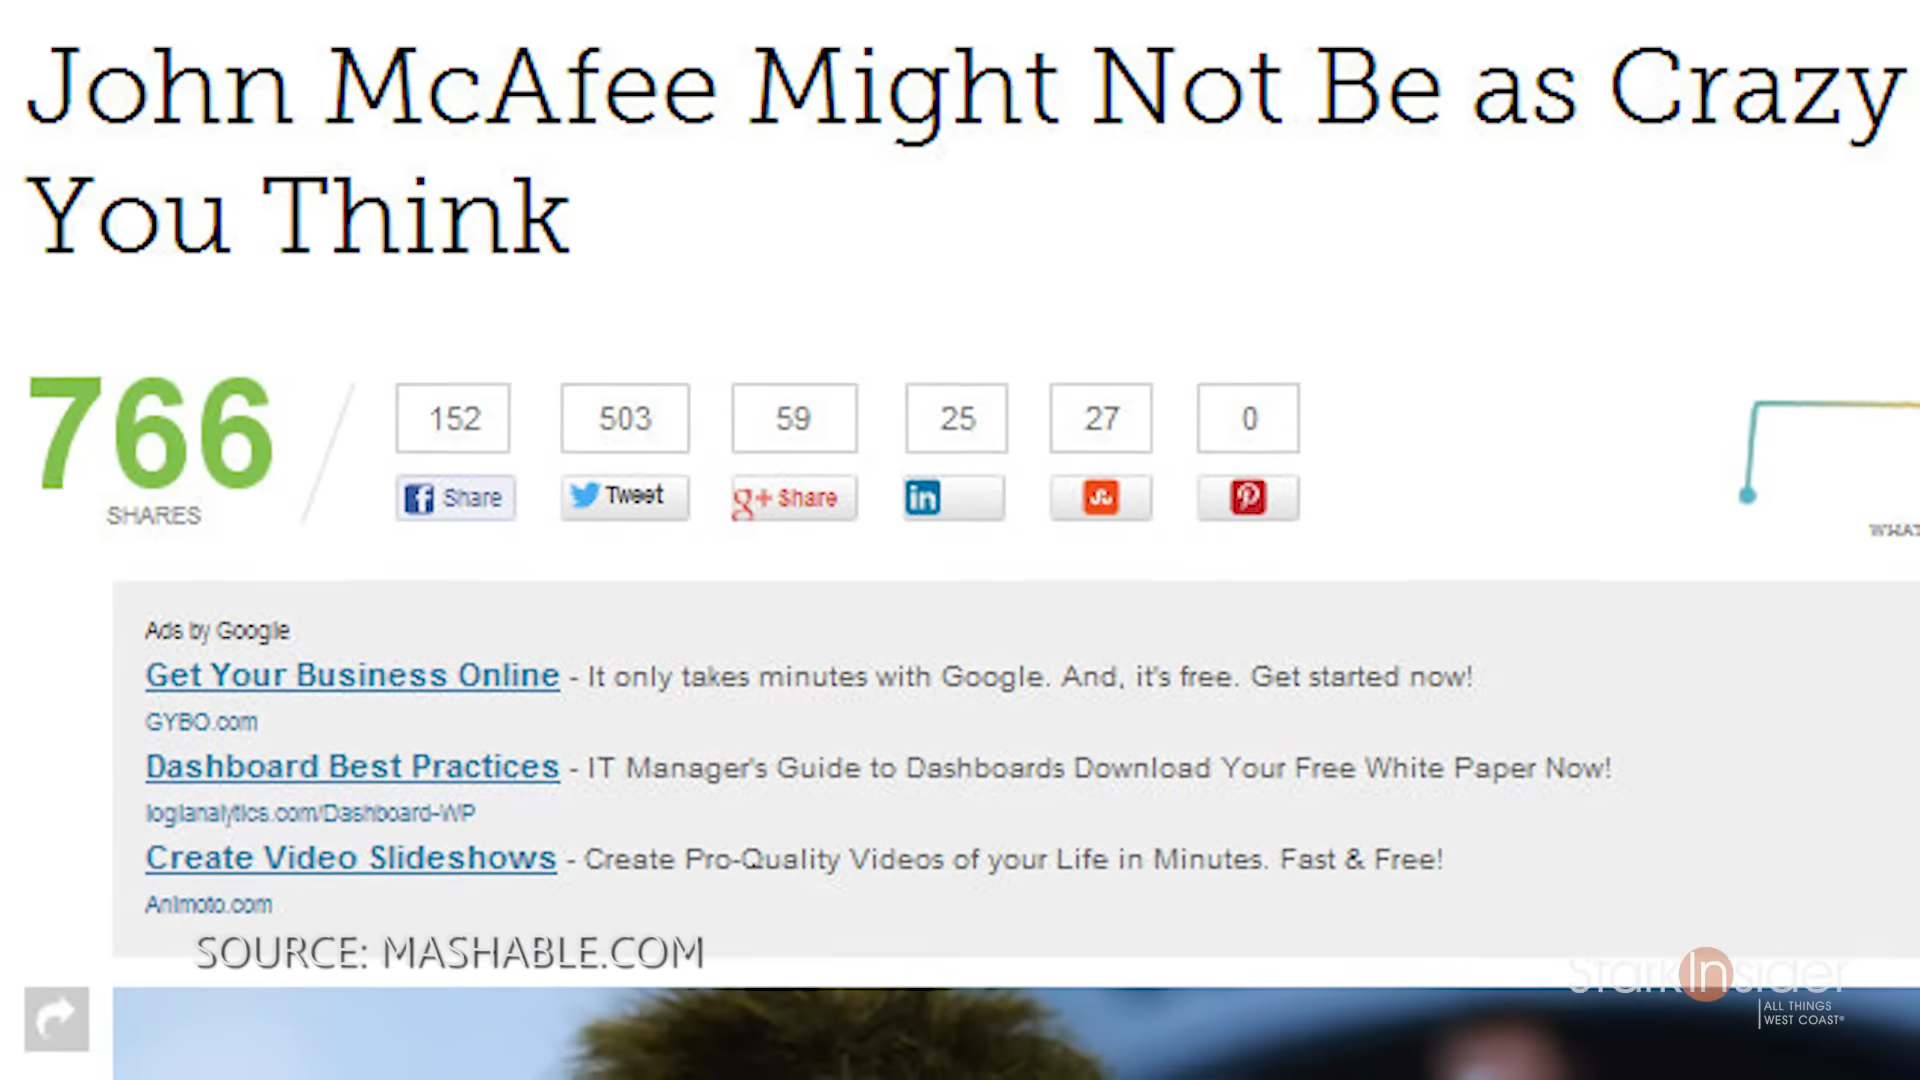 John McAfee Might Not Be as Crazy
You Think
766
SHARES
152 503 59 25 27 0
f Share Tweet g+ Share in
Ads by Google
Get Your Business Online - It only takes minutes with Google. And, it's free. Get started now!
GYBO.com
Dashboard Best Practices - IT Manager's Guide to Dashboards Download Your Free White Paper Now!
logianalytics.com/Dashboard-WP
Create Video Slideshows - Create Pro-Quality Videos of your Life in Minutes. Fast & Free!
Animoto.com
SOURCE: MASHABLE.COM
StarkInsider
ALL THINGS
WEST COAST®